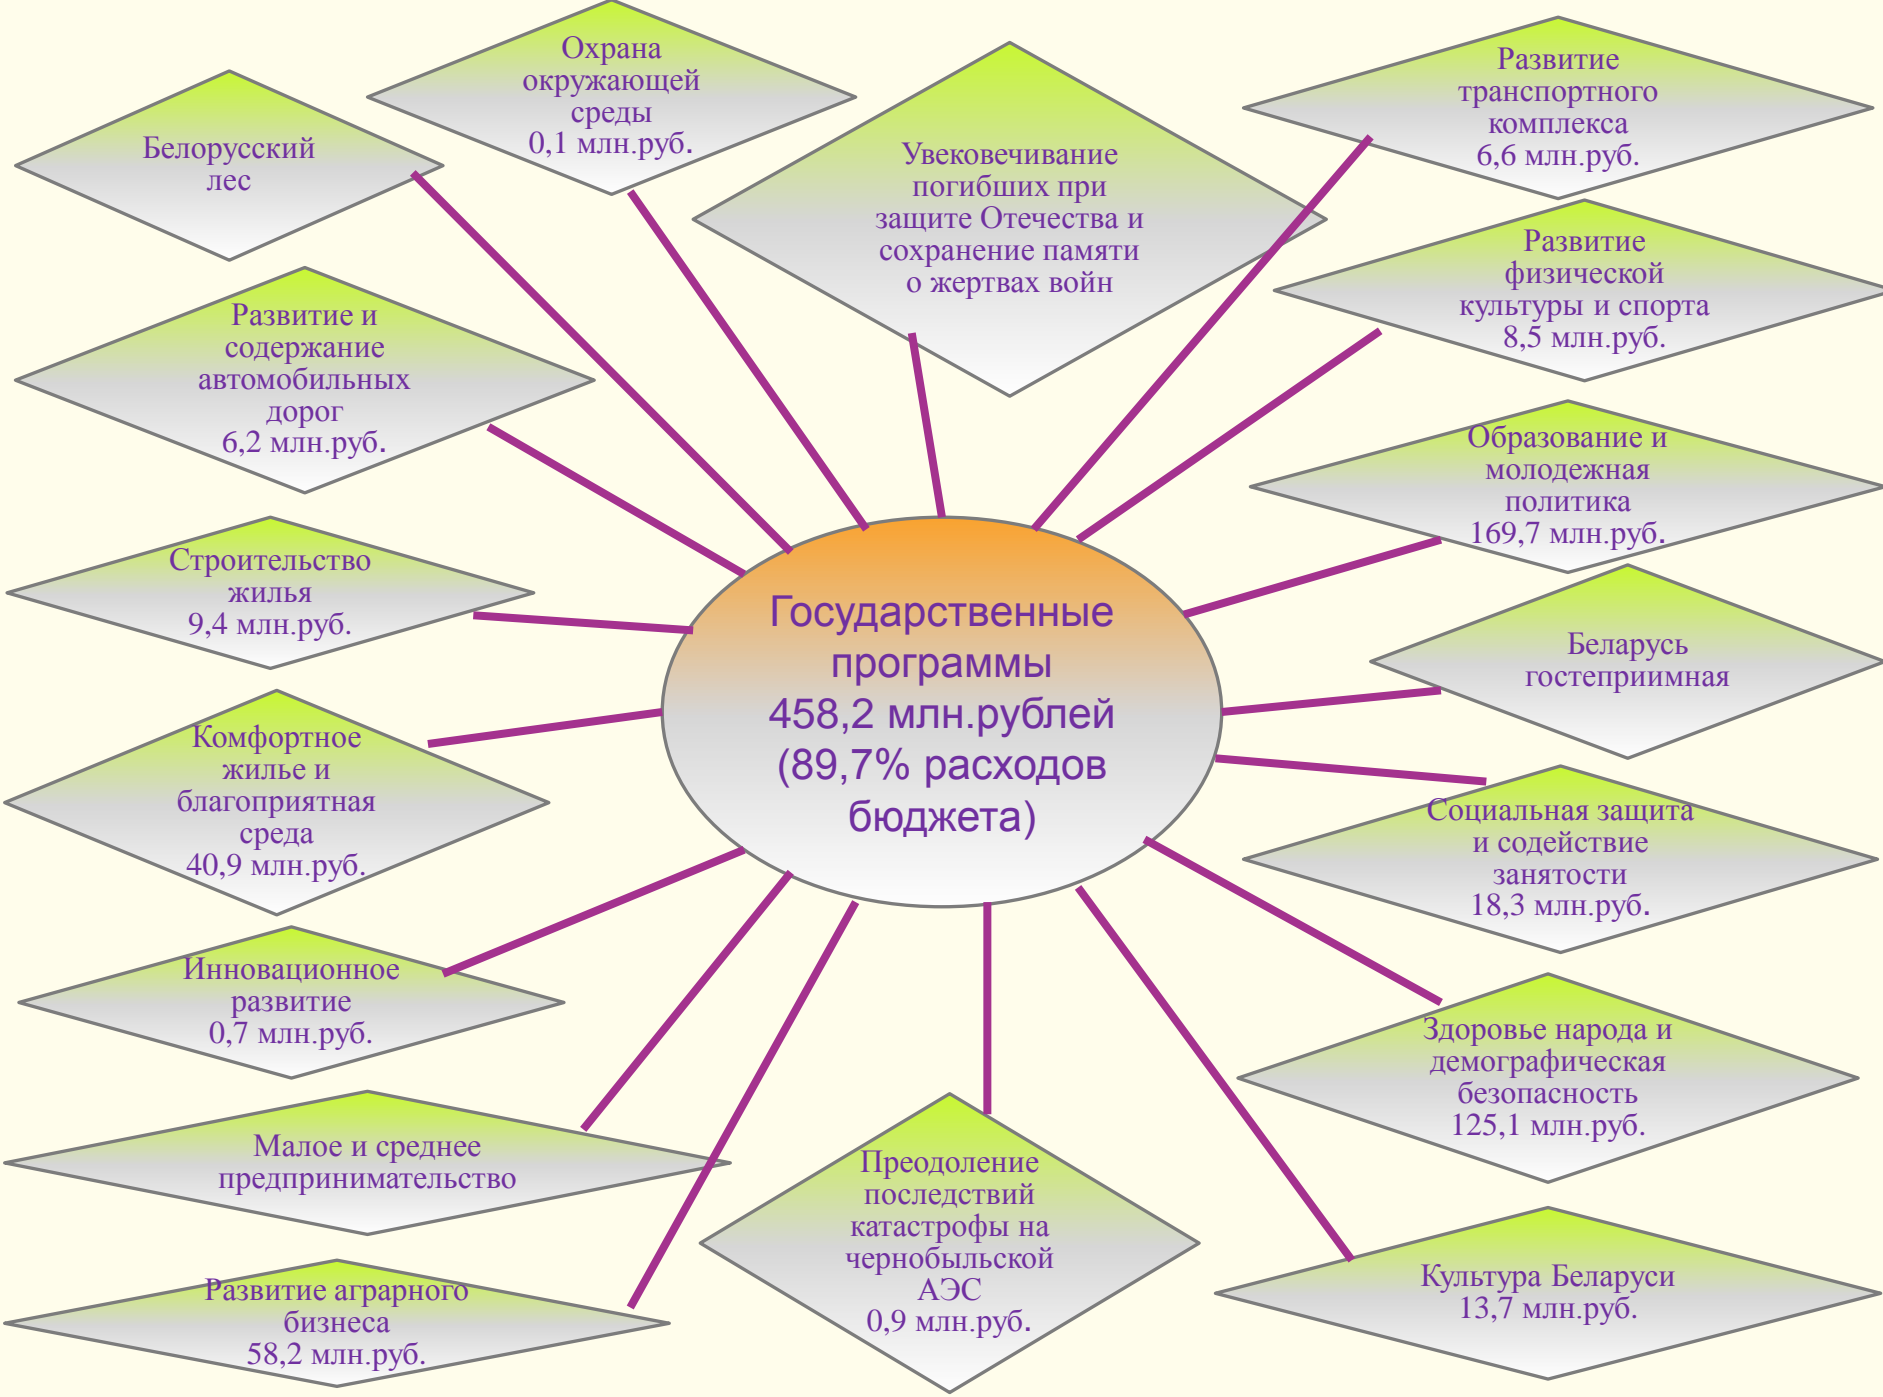 Охрана
окружающей
среды
0,1 млн.руб.
Белорусский
лес
Увековечивание
погибших при
защите Отечества и
сохранение памяти
о жертвах войн
Развитие
транспортного
комплекса
6,6 млн.руб.
Развитие
физической
культуры и спорта
8,5 млн.руб.
Развитие и
содержание
автомобильных
дорог
6,2 млн.руб.
Образование и
молодежная
политика
169,7 млн.руб.
Строительство
жилья
9,4 млн.руб.
Государственные
программы
458,2 млн.рублей
(89,7% расходов
бюджета)
Беларусь
гостеприимная
Комфортное
жилье и
благоприятная
среда
40,9 млн.руб.
Социальная защита
и содействие
занятости
18,3 млн.руб.
Инновационное
развитие
0,7 млн.руб.
Здоровье народа и
демографическая
безопасность
125,1 млн.руб.
Малое и среднее
предпринимательство
Преодоление
последствий
катастрофы на
чернобыльской
АЭС
0,9 млн.руб.
Культура Беларуси
13,7 млн.руб.
Развитие аграрного
бизнеса
58,2 млн.руб.